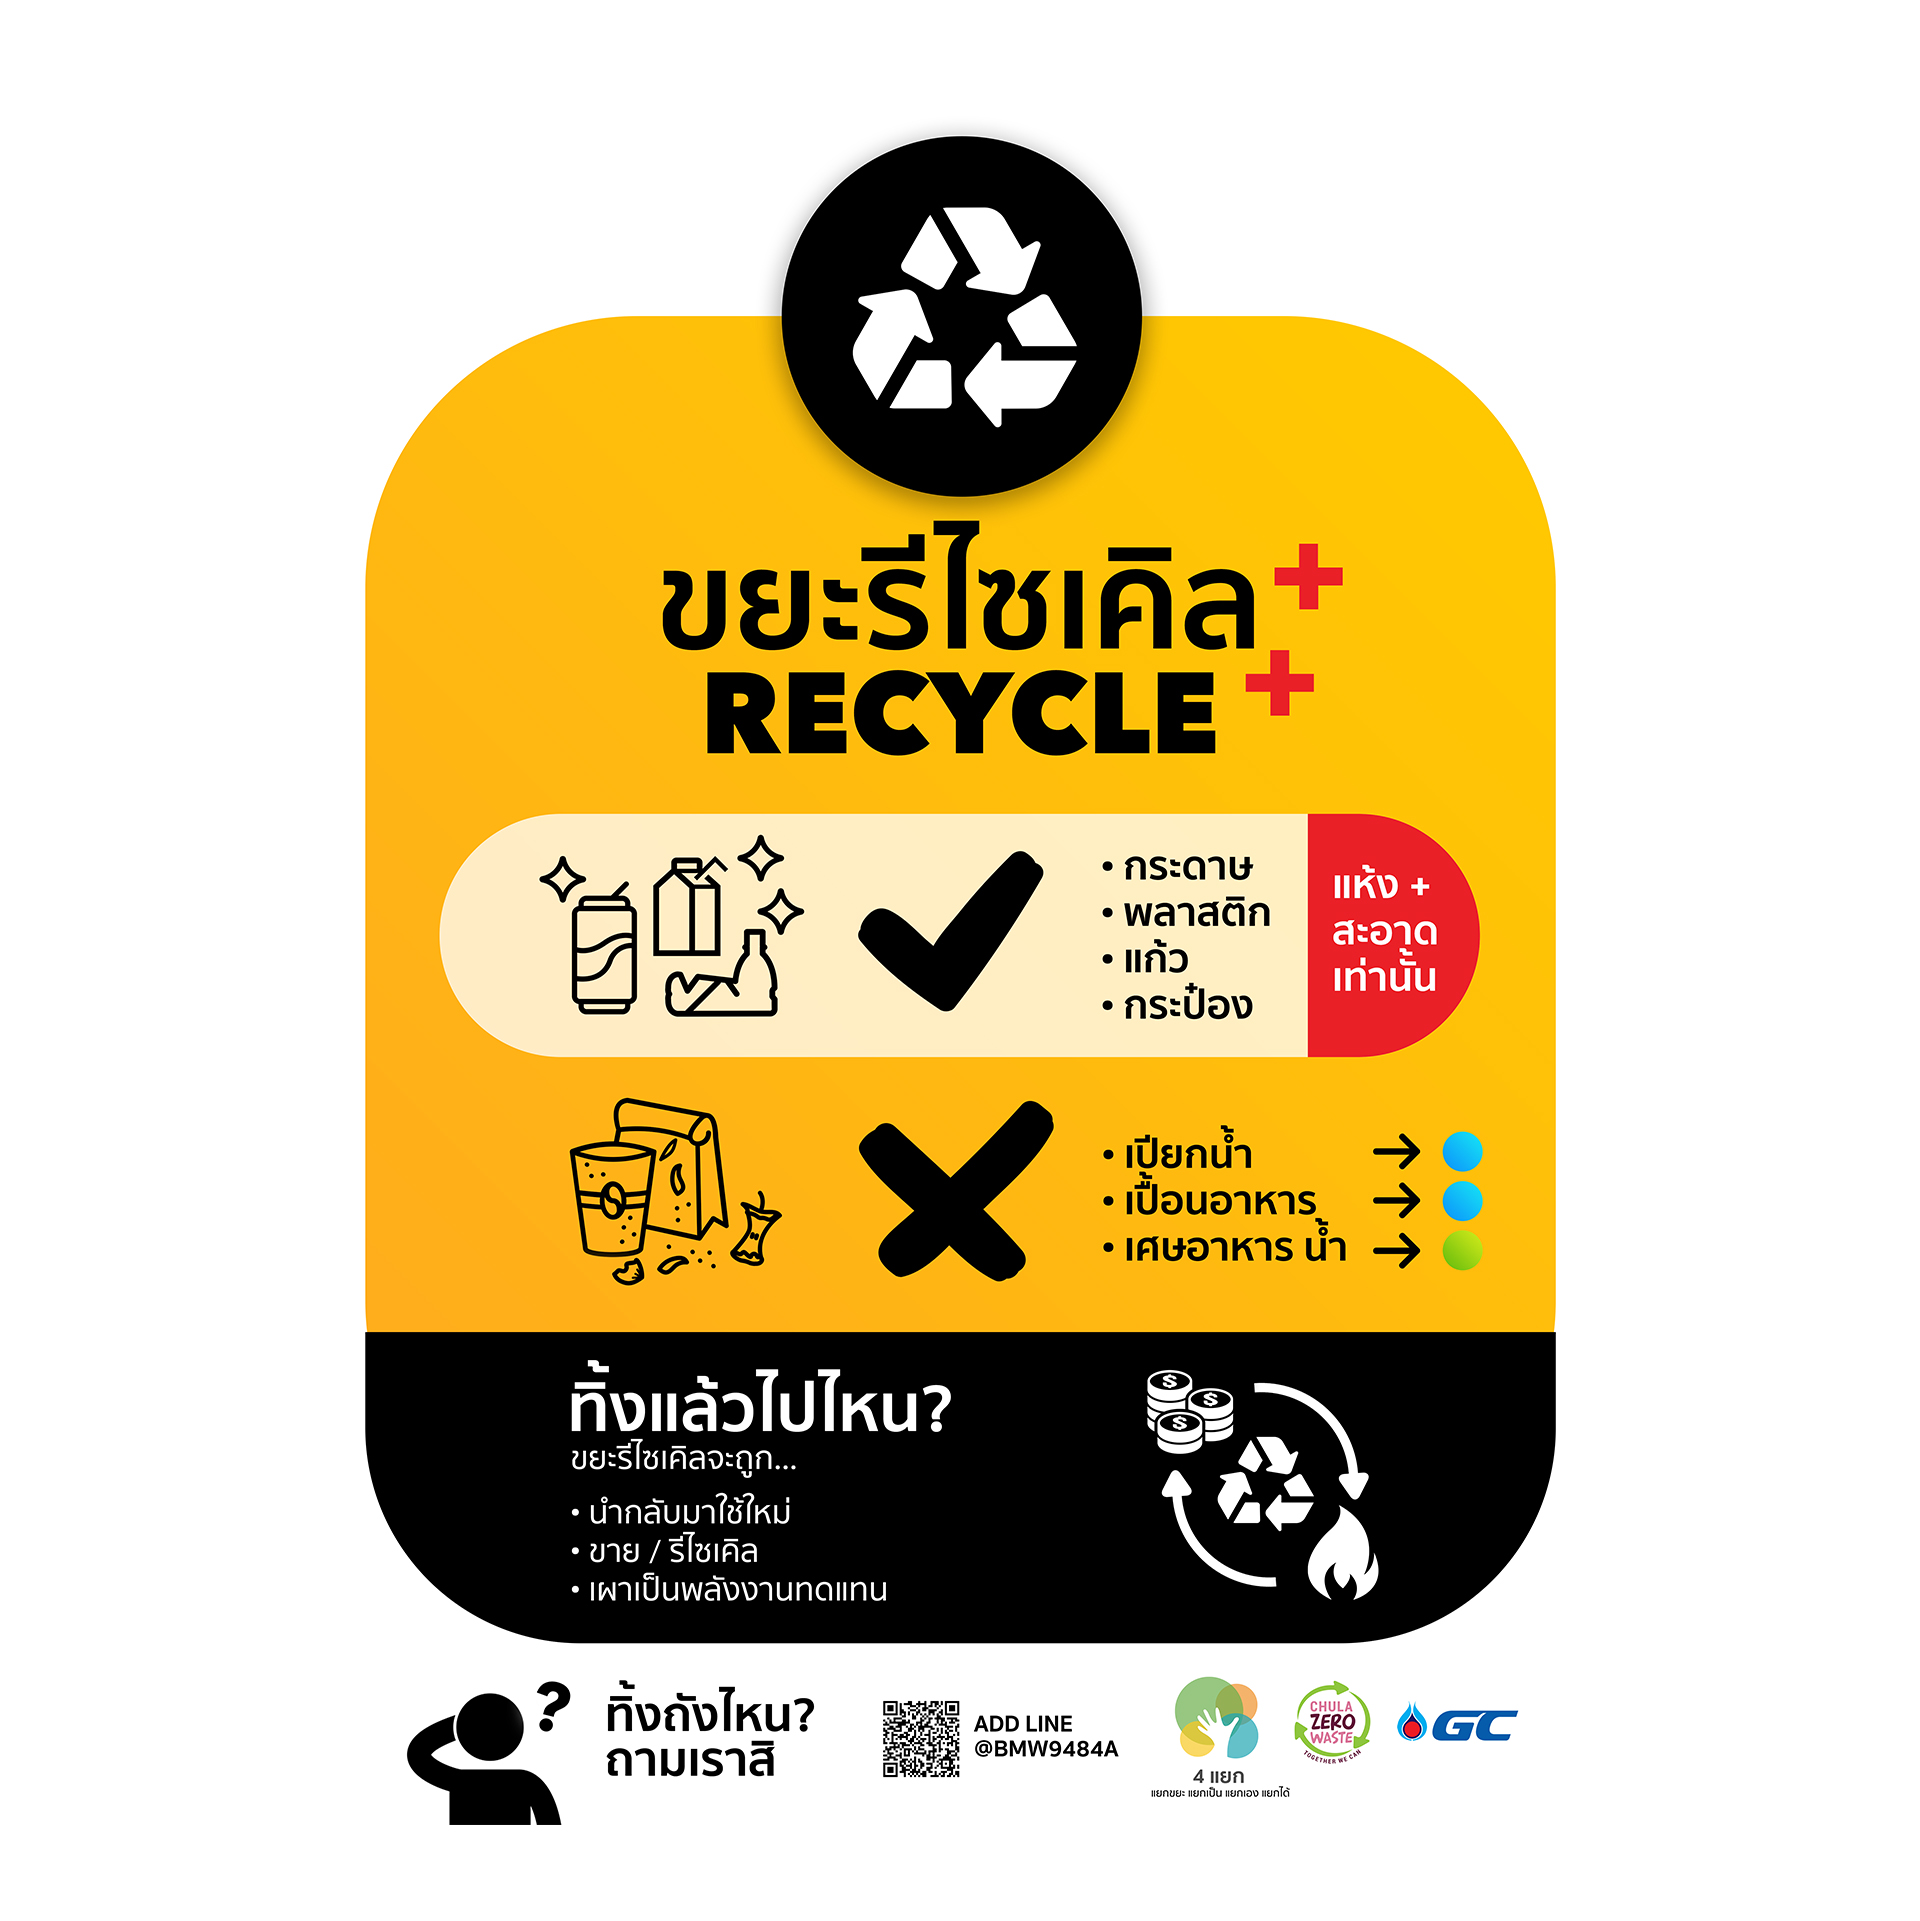 ขยะรีไซเคิล+
RECYCLE+
• กระดาษ
• พลาสติก
• แก้ว
• กระป๋อง
แห้ง +
สะอาด
เท่านั้น
• เปียกน้ำ →
• เปื้อนอาหาร →
• เศษอาหาร น้ำ →
ทิ้งแล้วไปไหน?
ขยะรีไซเคิลจะถูก...
• นำกลับมาใช้ใหม่
• ขาย / รีไซเคิล
• เผาเป็นพลังงานทดแทน
$
$
$
?
ทิ้งถังไหน?
ถามเราสิ
ADD LINE
@BMW9484A
4 แยก
แยกขยะ แยกเป็น แยกเอง แยกได้
CHULA
ZERO
WASTE
TOGETHER WE CAN
GC